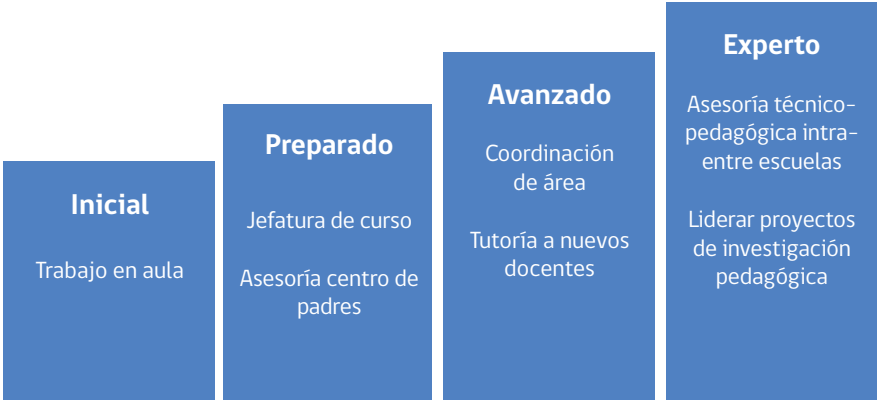 Inicial
Trabajo en aula
Preparado
Jefatura de curso
Asesoría centro de
padres
Avanzado
Coordinación
de área
Tutoría a nuevos
docentes
Experto
Asesoría técnico-
pedagógica intra-
entre escuelas
Liderar proyectos
de investigación
pedagógica